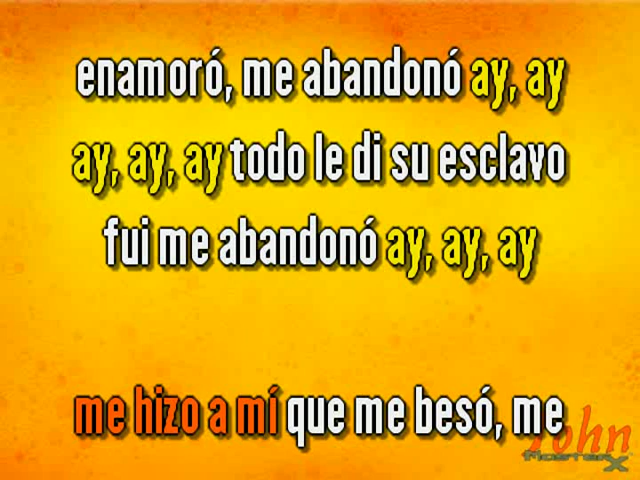 enamoró, me abandonó ay, ay
ay, ay, ay todo le di su esclavo
fui me abandonó ay, ay, ay
me hizo a mí que me besó, me
John